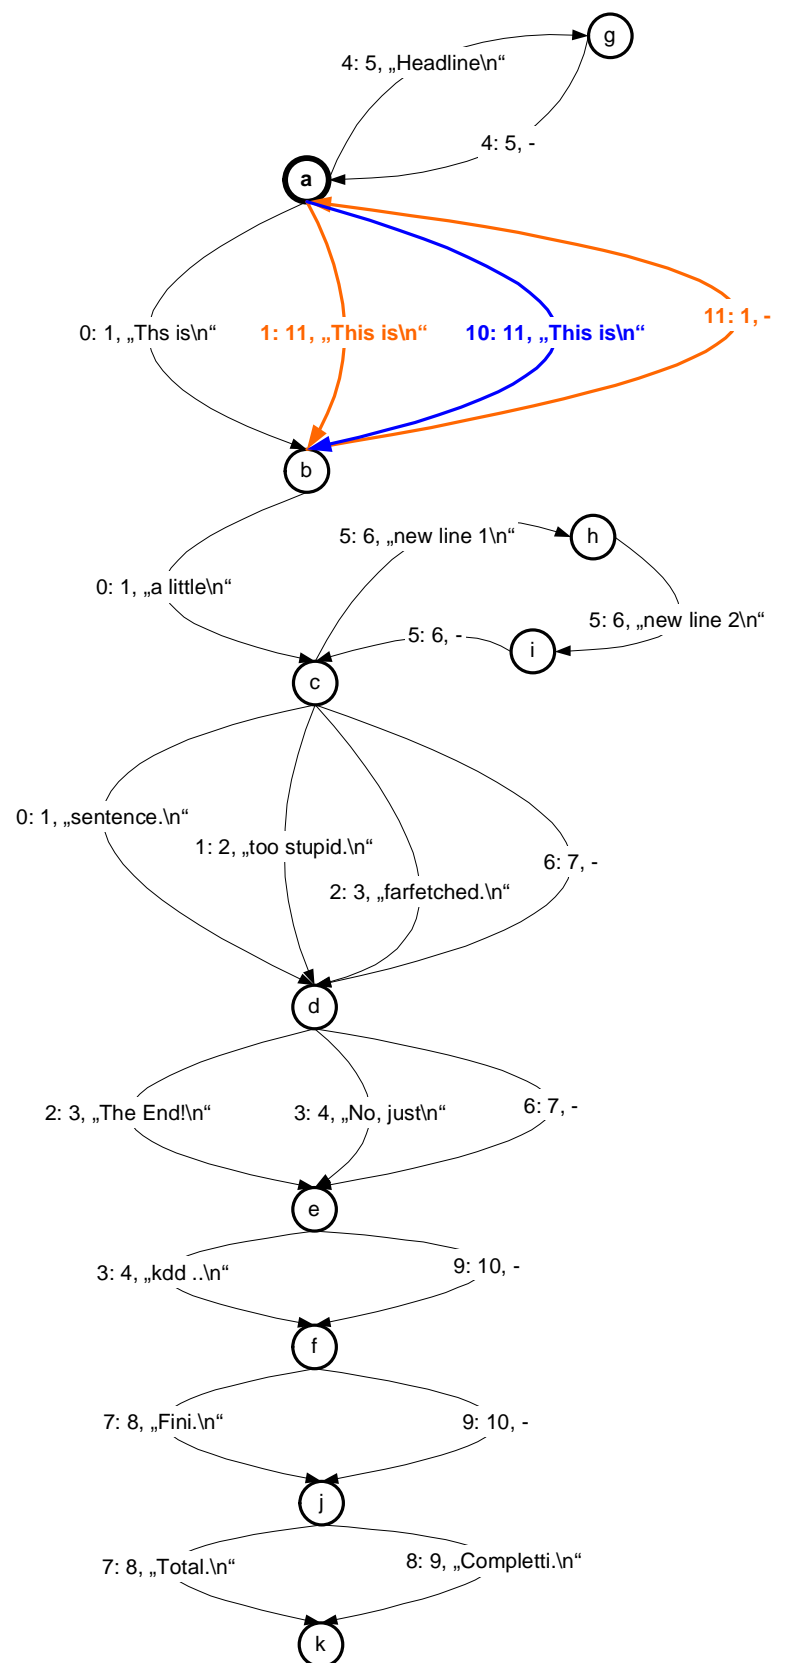 g
4: 5, „Headline\n“
4: 5, -
a
0: 1, „Ths is\n“
1: 11, „This is\n“
10: 11, „This is\n“
11: 1, -
b
5: 6, „new line 1\n“
h
0: 1, „a little\n“
5: 6, „new line 2\n“
5: 6, -
i
c
0: 1, „sentence.\n“
1: 2, „too stupid.\n“
2: 3, „farfetched.\n“
6: 7, -
d
2: 3, „The End!\n“
3: 4, „No, just\n“
6: 7, -
e
3: 4, „kdd ..\n“
9: 10, -
f
7: 8, „Fini.\n“
9: 10, -
j
7: 8, „Total.\n“
8: 9, „Completti.\n“
k